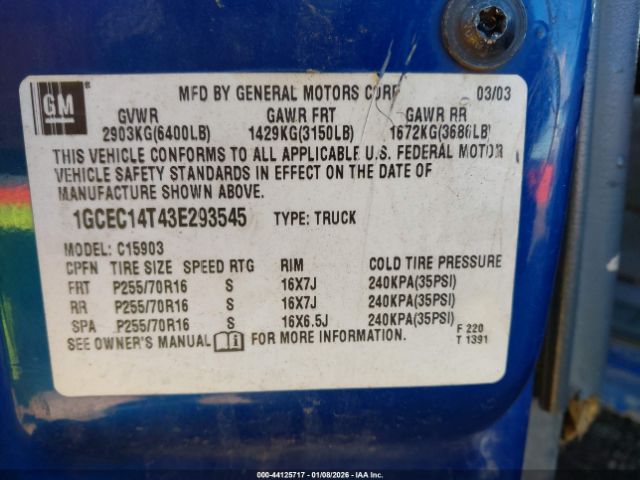 GM
MFD BY GENERAL MOTORS CORP 03/03
GVWR GAWR FRT GAWR RR
2903KG(6400LB) 1429KG(3150LB) 1672KG(3686LB)
THIS VEHICLE CONFORMS TO ALL APPLICABLE U.S. FEDERAL MOTOR
VEHICLE SAFETY STANDARDS IN EFFECT ON THE DATE OF
MANUFACTURE SHOWN ABOVE.
1GCEC14T43E293545 TYPE: TRUCK
MODEL: C15903
CPFN TIRE SIZE SPEED RTG RIM COLD TIRE PRESSURE
FRT P255/70R16 S 16X7J 240KPA(35PSI)
RR P255/70R16 S 16X7J 240KPA(35PSI)
SPA P255/70R16 S 16X6.5J 240KPA(35PSI)
SEE OWNER'S MANUAL FOR MORE INFORMATION.
F 220
T 1391
000-44125717 - 01/08/2026 - IAA Inc.